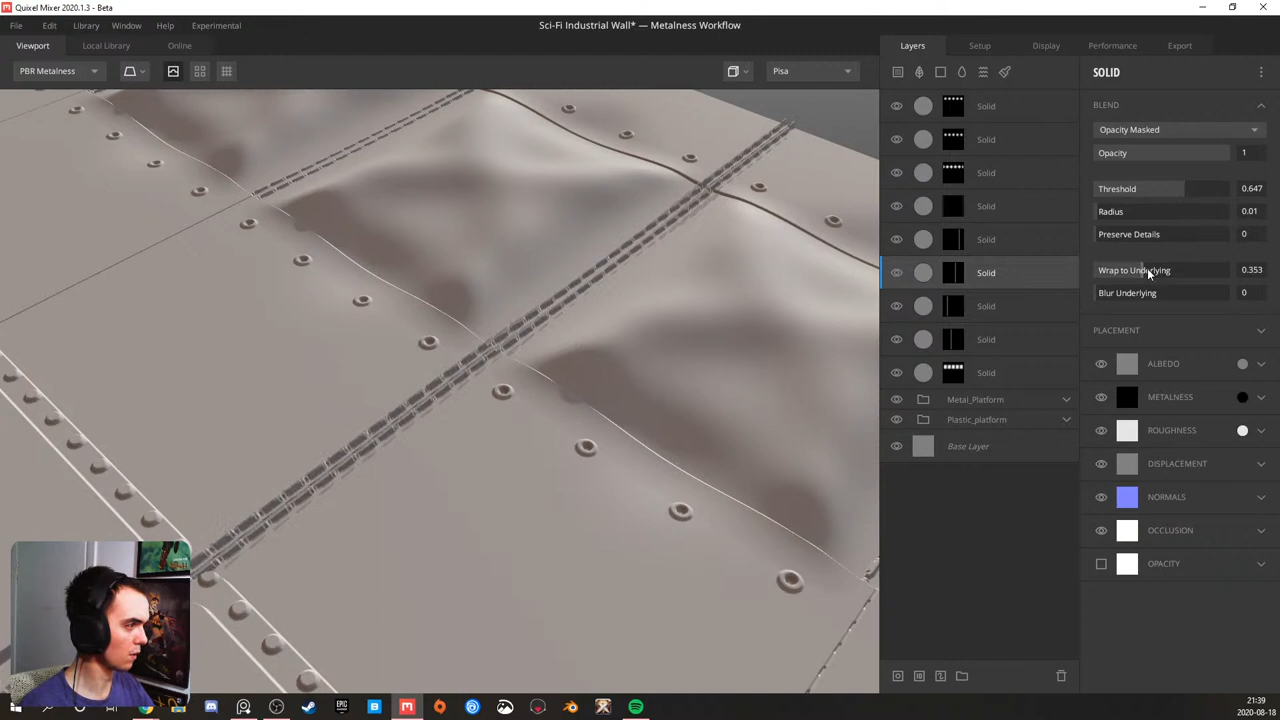 Quixel Mixer 2020.1.3 - Beta
File Edit Library Window Help Experimental
Sci-Fi Industrial Wall* — Metalness Workflow
Viewport Local Library Online
Layers Setup Display Performance Export
PBR Metalness
Pisa
SOLID
BLEND
Opacity Masked
Opacity 1
Threshold 0.647
Radius 0.01
Preserve Details 0
Wrap to Underlying 0.353
Blur Underlying 0
PLACEMENT
ALBEDO
METALNESS
ROUGHNESS
DISPLACEMENT
NORMALS
OCCLUSION
OPACITY
Solid
Solid
Solid
Solid
Solid
Solid
Solid
Solid
Solid
Metal_Platform
Plastic_platform
Base Layer
EPIC
21:39
2020-08-18